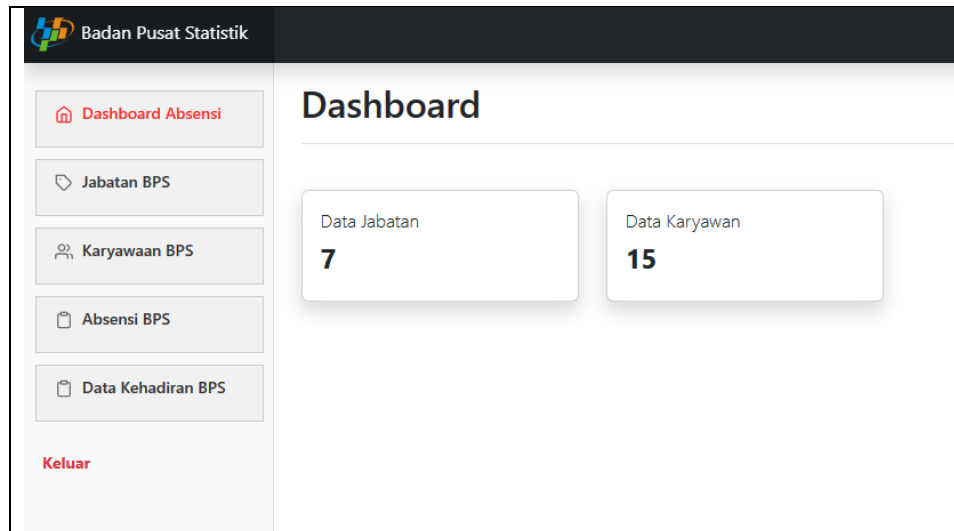 Badan Pusat Statistik
Dashboard Absensi
Jabatan BPS
Karyawaan BPS
Absensi BPS
Data Kehadiran BPS
Keluar
Dashboard
Data Jabatan
7
Data Karyawan
15